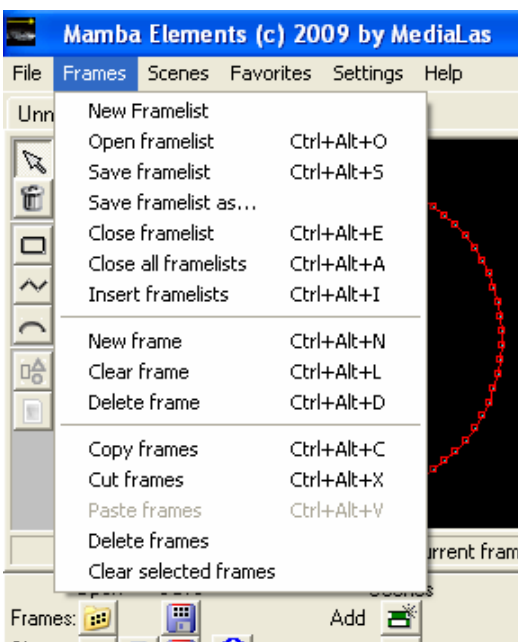 Mamba Elements (c) 2009 by MediaLas
File Frames Scenes Favorites Settings Help
Unn
New Framelist
Open framelist Ctrl+Alt+O
Save framelist Ctrl+Alt+S
Save framelist as...
Close framelist Ctrl+Alt+E
Close all framelists Ctrl+Alt+A
Insert framelists Ctrl+Alt+I
New frame Ctrl+Alt+N
Clear frame Ctrl+Alt+L
Delete frame Ctrl+Alt+D
Copy frames Ctrl+Alt+C
Cut frames Ctrl+Alt+X
Paste frames Ctrl+Alt+V
Delete frames
Clear selected frames
urrent fram
Frames: Add